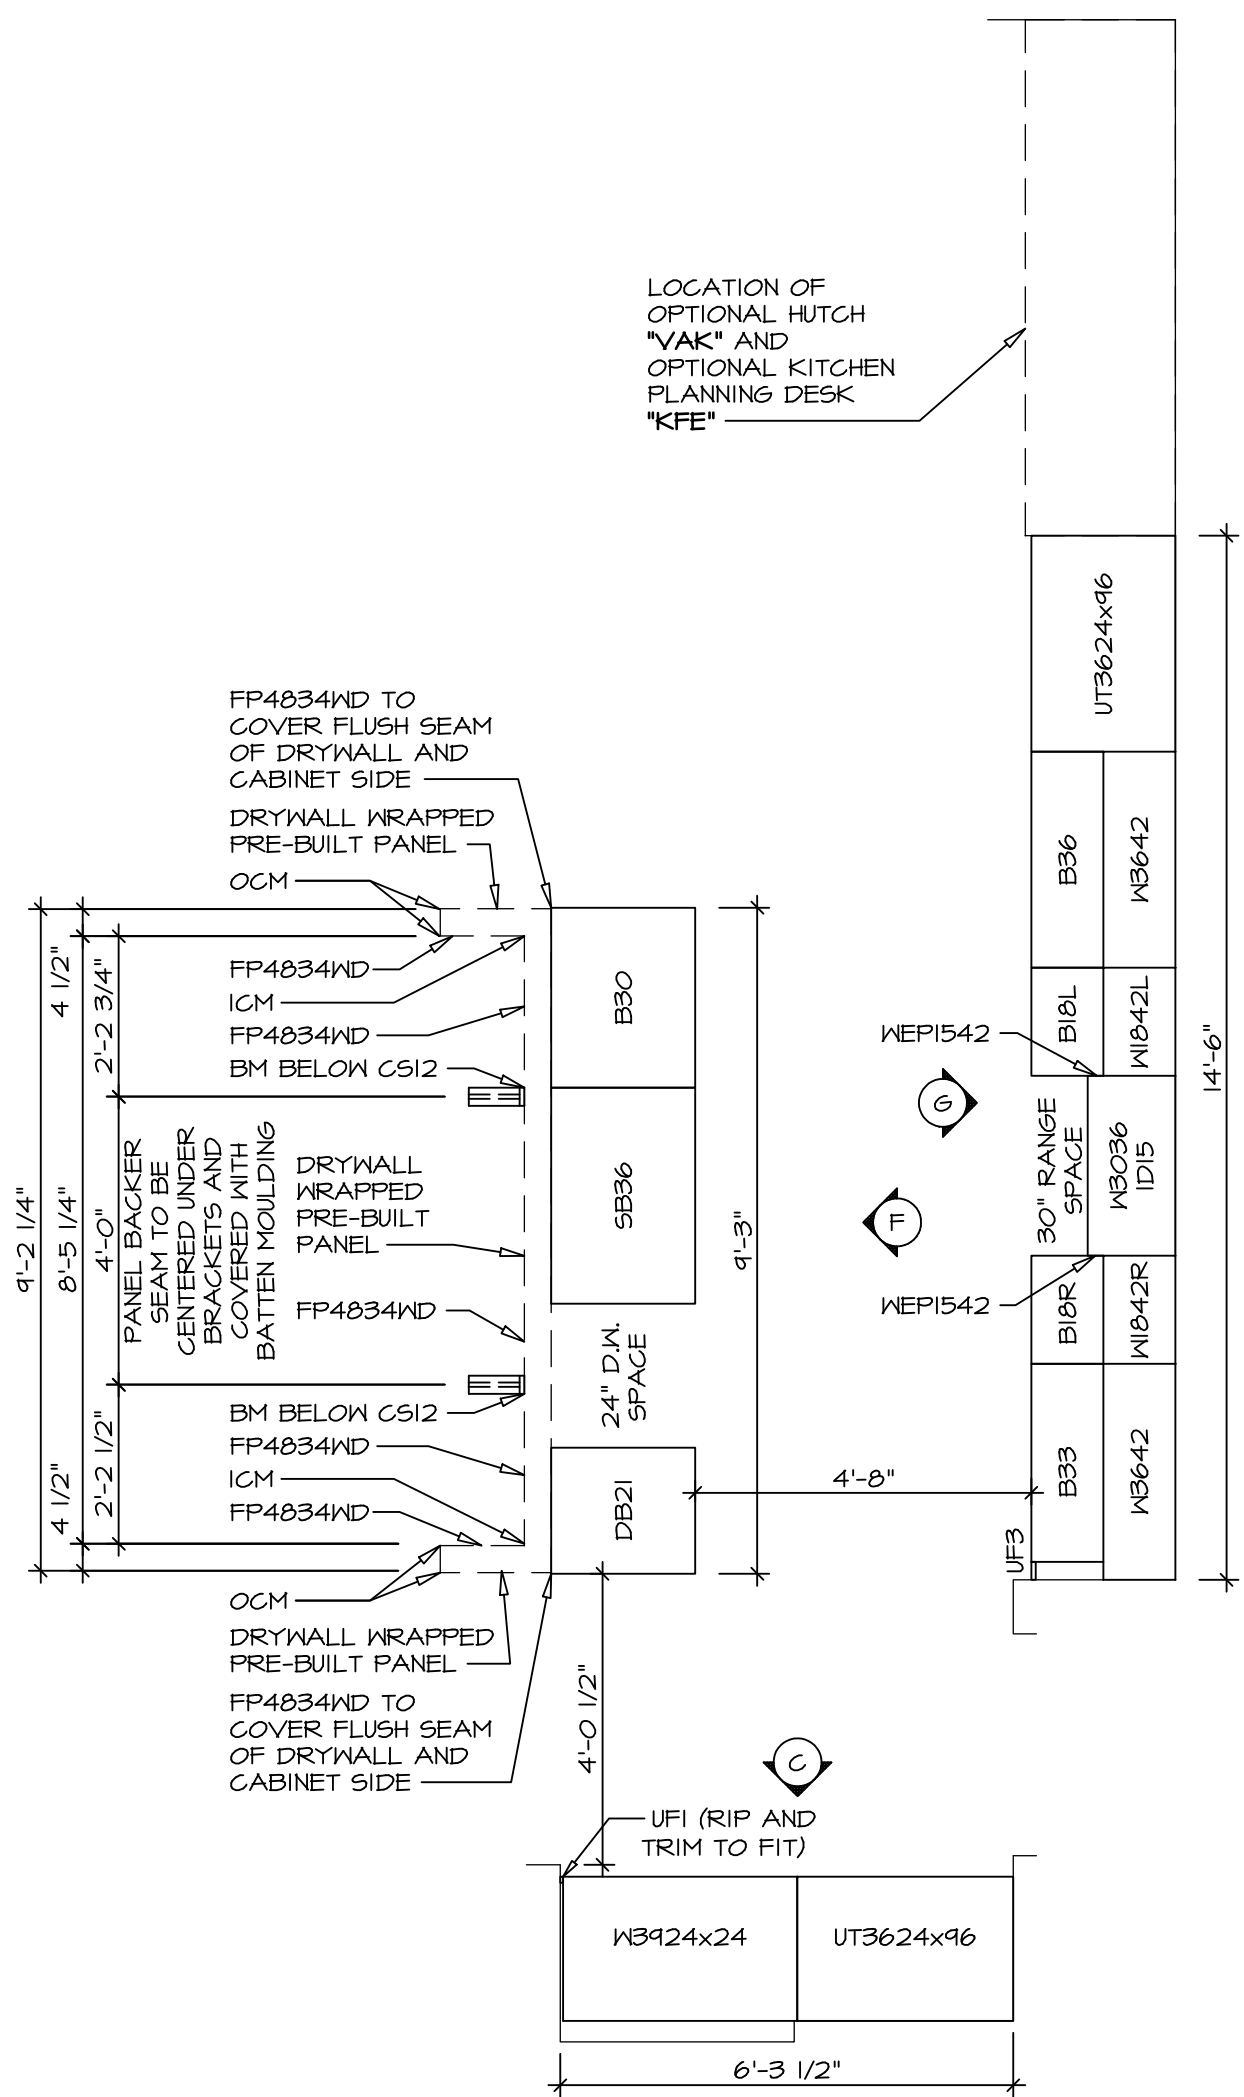 LOCATION OF
OPTIONAL HUTCH
"VAK" AND
OPTIONAL KITCHEN
PLANNING DESK
"KFE"
UT3624x96
B36
W3642
B18L
W1842L
WEP1542
30" RANGE
SPACE
W3036
1D15
WEP1542
B18R
W1842R
B33
W3642
UF3
14'-6"
G
F
FP4834WD TO
COVER FLUSH SEAM
OF DRYWALL AND
CABINET SIDE
DRYWALL WRAPPED
PRE-BUILT PANEL
OCM
FP4834WD
ICM
FP4834WD
BM BELOW CS12
PANEL BACKER
SEAM TO BE
CENTERED UNDER
BRACKETS AND
COVERED WITH
BATTEN MOULDING
DRYWALL
WRAPPED
PRE-BUILT
PANEL
FP4834WD
BM BELOW CS12
FP4834WD
ICM
FP4834WD
OCM
DRYWALL WRAPPED
PRE-BUILT PANEL
FP4834WD TO
COVER FLUSH SEAM
OF DRYWALL AND
CABINET SIDE
9'-2 1/4"
4 1/2"
8'-5 1/4"
4 1/2"
2'-2 3/4"
4'-0"
2'-2 1/2"
B30
SB36
24" D.W.
SPACE
DB21
9'-3"
4'-8"
4'-0 1/2"
C
UF1 (RIP AND
TRIM TO FIT)
W3924x24
UT3624x96
6'-3 1/2"